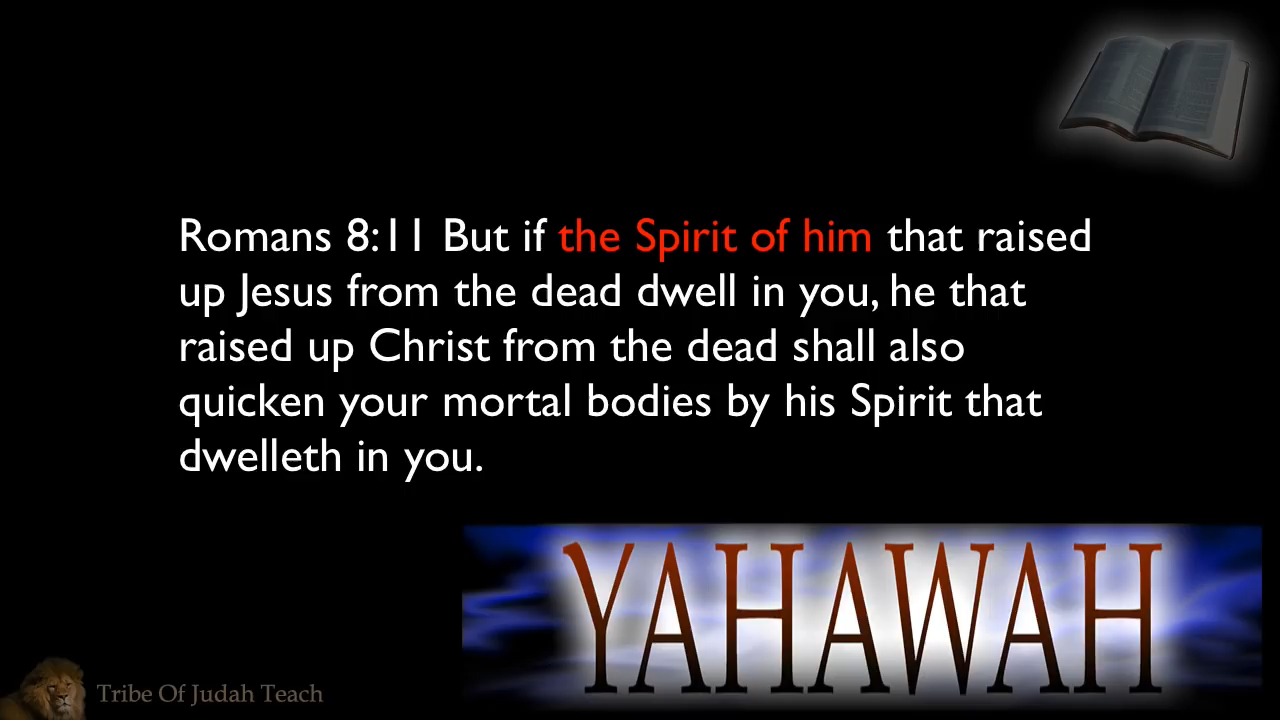 Romans 8:11 But if the Spirit of him that raised
up Jesus from the dead dwell in you, he that
raised up Christ from the dead shall also
quicken your mortal bodies by his Spirit that
dwelleth in you.
YAHAWAH
Tribe Of Judah Teach